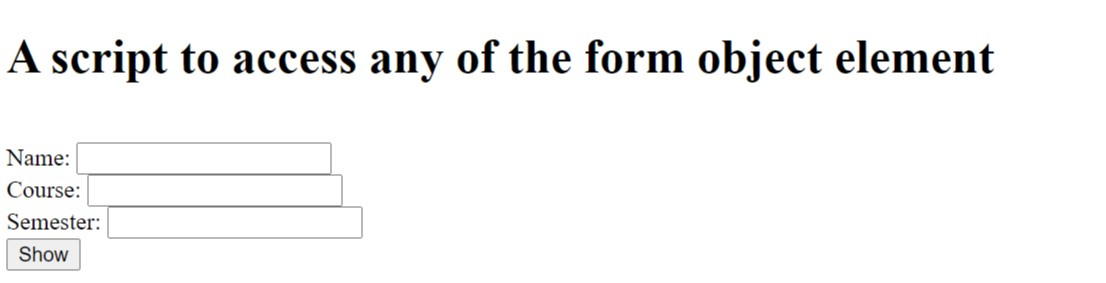 A script to access any of the form object element
Name:
Course:
Semester:
Show